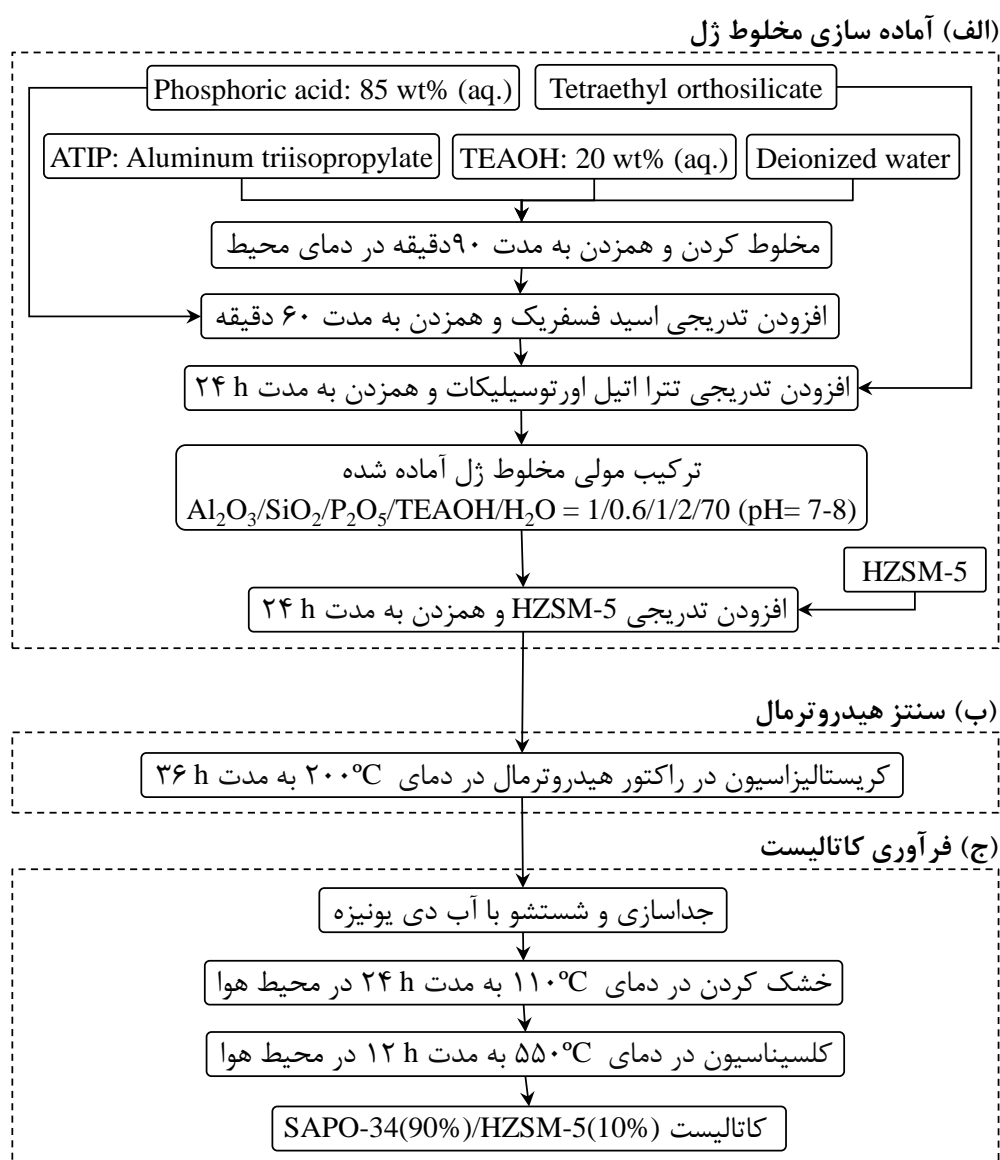 (الف) آماده سازی مخلوط ژل
Phosphoric acid: 85 wt% (aq.)
Tetraethyl orthosilicate
ATIP: Aluminum triisopropylate
TEAOH: 20 wt% (aq.)
Deionized water
مخلوط کردن و همزدن به مدت ۹۰دقیقه در دمای محیط
افزودن تدریجی اسید فسفریک و همزدن به مدت ۶۰ دقیقه
افزودن تدریجی تترا اتیل اورتوسیلیکات و همزدن به مدت ۲۴ h
ترکیب مولی مخلوط ژل آماده شده
Al₂O₃/SiO₂/P₂O₅/TEAOH/H₂O = 1/0.6/1/2/70 (pH= 7-8)
HZSM-5
افزودن تدریجی HZSM-5 و همزدن به مدت ۲۴ h
(ب) سنتز هیدروترمال
کریستالیزاسیون در راکتور هیدروترمال در دمای ۲۰۰ºC به مدت ۳۶ h
(ج) فرآوری کاتالیست
جداسازی و شستشو با آب دی یونیزه
خشک کردن در دمای ۱۱۰ºC به مدت ۲۴ h در محیط هوا
کلسیناسیون در دمای ۵۵۰ºC به مدت ۱۲ h در محیط هوا
کاتالیست SAPO-34(90%)/HZSM-5(10%)